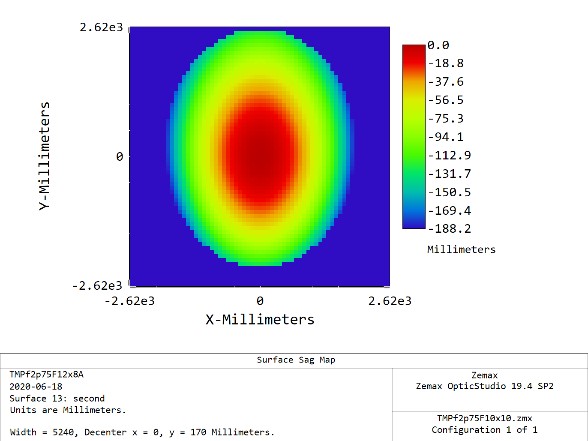 2.62e3
0
-2.62e3
Y-Millimeters
-2.62e3 0 2.62e3
X-Millimeters
0.0
-18.8
-37.6
-56.5
-75.3
-94.1
-112.9
-131.7
-150.5
-169.4
-188.2
Millimeters
Surface Sag Map
TMPf2p75F12x8A
2020-06-18
Surface 13: second
Units are Millimeters.
Width = 5240, Decenter x = 0, y = 170 Millimeters.
Zemax
Zemax OpticStudio 19.4 SP2
TMPf2p75F10x10.zmx
Configuration 1 of 1